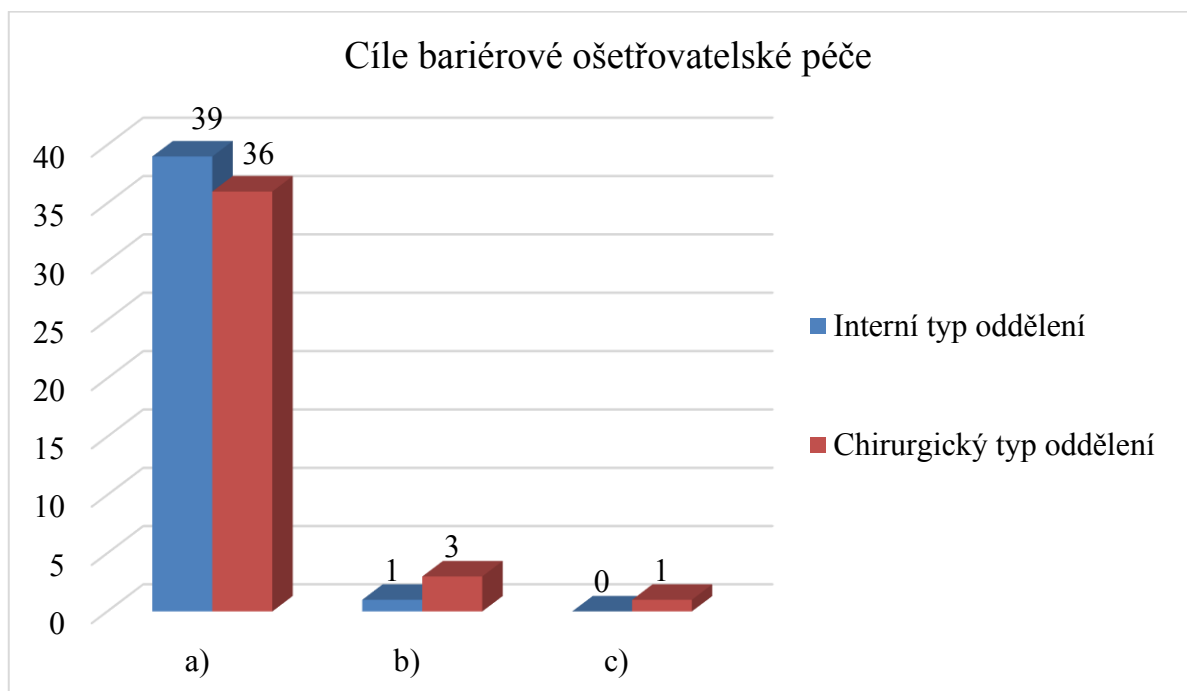 Cíle bariérové ošetřovatelské péče
39
36
1
3
0
1
40
35
30
25
20
15
10
5
0
a)
b)
c)
Interní typ oddělení
Chirurgický typ oddělení